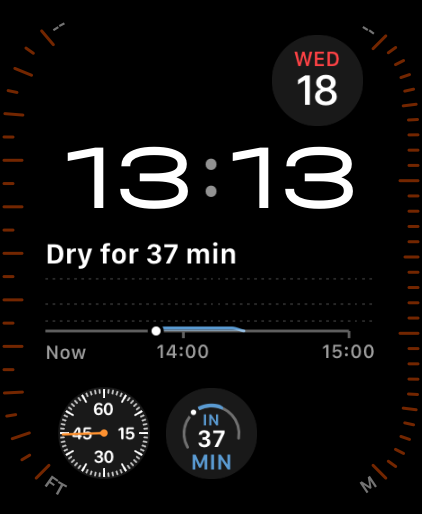 --
--
WED
18
13:13
Dry for 37 min
Now 14:00 15:00
60
45 15
30
IN
37
MIN
FT M